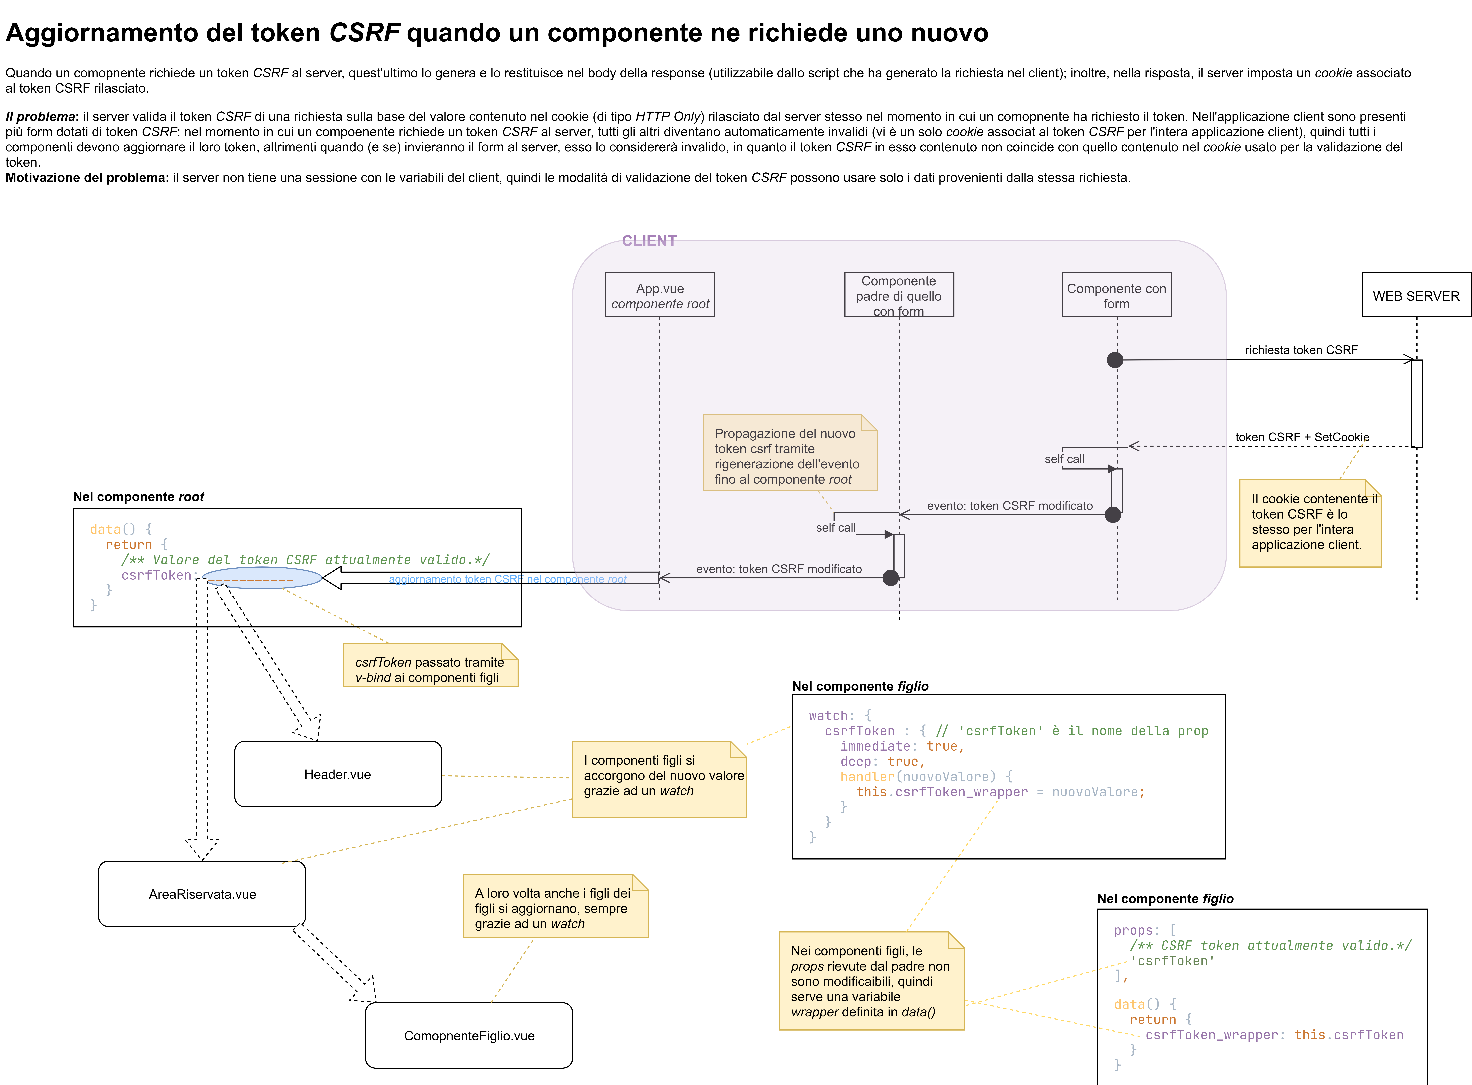 Aggiornamento del token CSRF quando un componente ne richiede uno nuovo
Quando un comopnente richiede un token CSRF al server, quest'ultimo lo genera e lo restituisce nel body della response (utilizzabile dallo script che ha generato la richiesta nel client); inoltre, nella risposta, il server imposta un cookie associato
al token CSRF rilasciato.
Il problema: il server valida il token CSRF di una richiesta sulla base del valore contenuto nel cookie (di tipo HTTP Only) rilasciato dal server stesso nel momento in cui un comopnente ha richiesto il token. Nell'applicazione client sono presenti
più form dotati di token CSRF: nel momento in cui un compoenente richiede un token CSRF al server, tutti gli altri diventano automaticamente invalidi (vi è un solo cookie associat al token CSRF per l'intera applicazione client), quindi tutti i
componenti devono aggiornare il loro token, altrimenti quando (e se) invieranno il form al server, esso lo considererà invalido, in quanto il token CSRF in esso contenuto non coincide con quello contenuto nel cookie usato per la validazione del
token.
Motivazione del problema: il server non tiene una sessione con le variabili del client, quindi le modalità di validazione del token CSRF possono usare solo i dati provenienti dalla stessa richiesta.
CLIENT
App.vue
componente root
Componente
padre di quello
con form
Componente con
form
WEB SERVER
richiesta token CSRF
token CSRF + SetCookie
self call
Propagazione del nuovo
token csrf tramite
rigenerazione dell'evento
fino al componente root
evento: token CSRF modificato
self call
evento: token CSRF modificato
Il cookie contenente il
token CSRF è lo
stesso per l'intera
applicazione client.
Nel componente root
data() {
return {
/** Valore del token CSRF attualmente valido.*/
csrfToken: ___________
}
}
aggiornamento token CSRF nel componente root
csrfToken passato tramite
v-bind ai componenti figli
Header.vue
I componenti figli si
accorgono del nuovo valore
grazie ad un watch
Nel componente figlio
watch: {
csrfToken : { // 'csrfToken' è il nome della prop
immediate: true,
deep: true,
handler(nuovoValore) {
this.csrfToken_wrapper = nuovoValore;
}
}
}
AreaRiservata.vue
A loro volta anche i figli dei
figli si aggiornano, sempre
grazie ad un watch
ComopnenteFiglio.vue
Nei componenti figli, le
props rievute dal padre non
sono modificaibili, quindi
serve una variabile
wrapper definita in data()
Nel componente figlio
props: [
/** CSRF token attualmente valido.*/
'csrfToken'
],
data() {
return {
csrfToken_wrapper: this.csrfToken
}
}